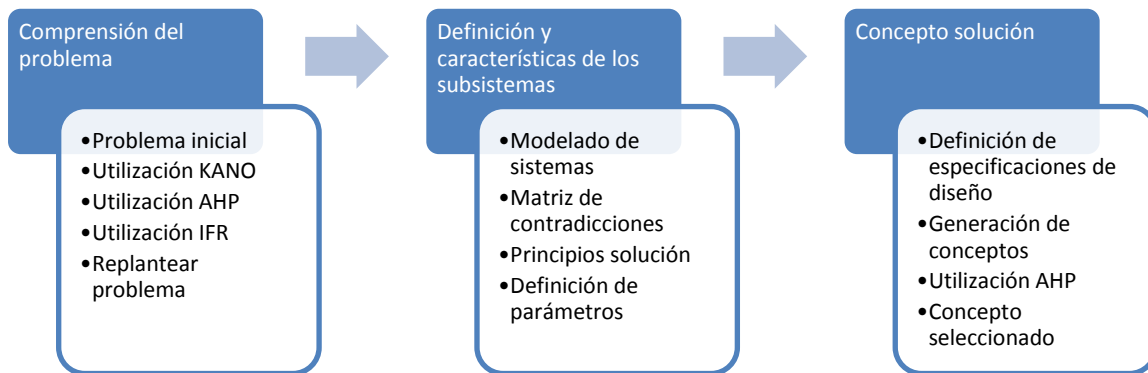 Comprensión del
problema
•Problema inicial
•Utilización KANO
•Utilización AHP
•Utilización IFR
•Replantear
problema
Definición y
características de los
subsistemas
•Modelado de
sistemas
•Matriz de
contradicciones
•Principios solución
•Definición de
parámetros
Concepto solución
•Definición de
especificaciones de
diseño
•Generación de
conceptos
•Utilización AHP
•Concepto
seleccionado